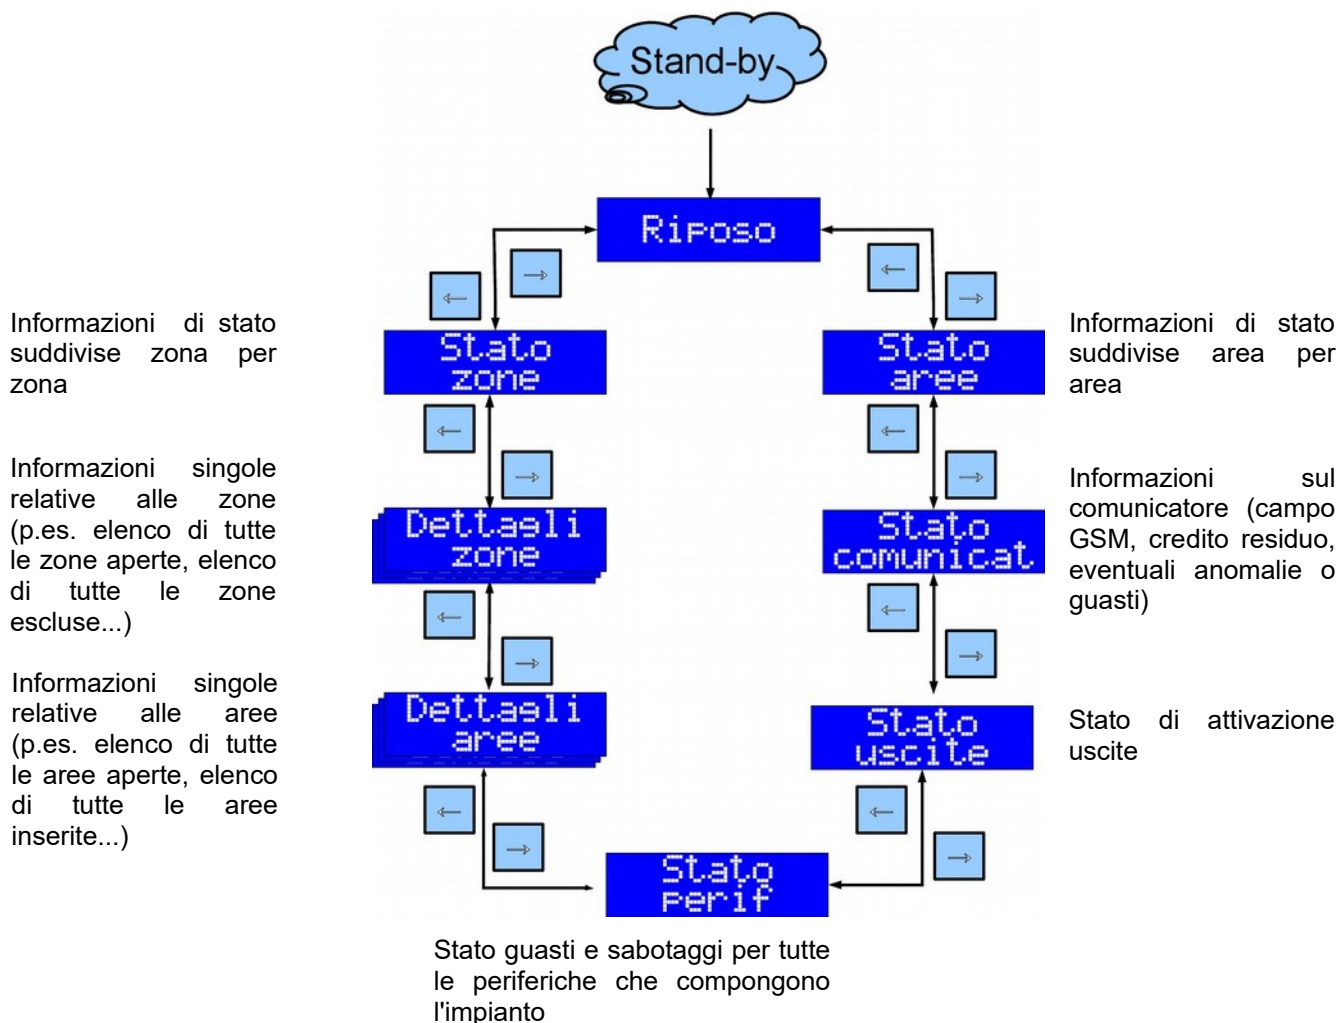 Stand-by
Riposo
Informazioni di stato
suddivise zona per
zona
Stato
zone
Stato
aree
Informazioni di stato
suddivise area per
area
Informazioni singole
relative alle zone
(p.es. elenco di tutte
le zone aperte, elenco
di tutte le zone
escluse...)
Dettagli
zone
Stato
comunicat
Informazioni sul
comunicatore (campo
GSM, credito residuo,
eventuali anomalie o
guasti)
Informazioni singole
relative alle aree
(p.es. elenco di tutte
le aree aperte, elenco
di tutte le aree
inserite...)
Dettagli
aree
Stato
uscite
Stato di attivazione
uscite
Stato
perif
Stato guasti e sabotaggi per tutte
le periferiche che compongono
l'impianto